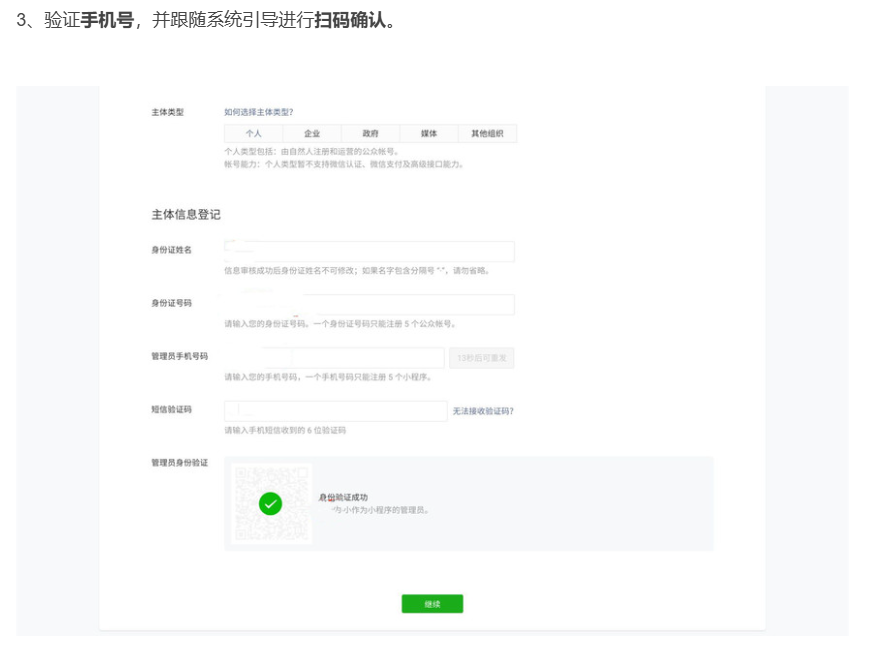 3、验证手机号，并跟随系统引导进行扫码确认。
主体类型 如何选择主体类型?
个人 企业 政府 媒体 其他组织
个人类型包括：由自然人注册和运营的公众帐号。
帐号能力：个人类型暂不支持微信认证、微信支付及高级接口能力。
主体信息登记
身份证姓名
信息审核成功后身份证姓名不可修改；如果名字包含分隔号“·”，请勿省略。
身份证号码
请输入您的身份证号码。一个身份证号码只能注册 5 个公众帐号。
管理员手机号码 13秒后可重发
请输入您的手机号码，一个手机号码只能注册 5 个小程序。
短信验证码 无法接收验证码?
请输入手机短信收到的 6 位验证码
管理员身份验证
身份验证成功
小作为小程序的管理员。
继续